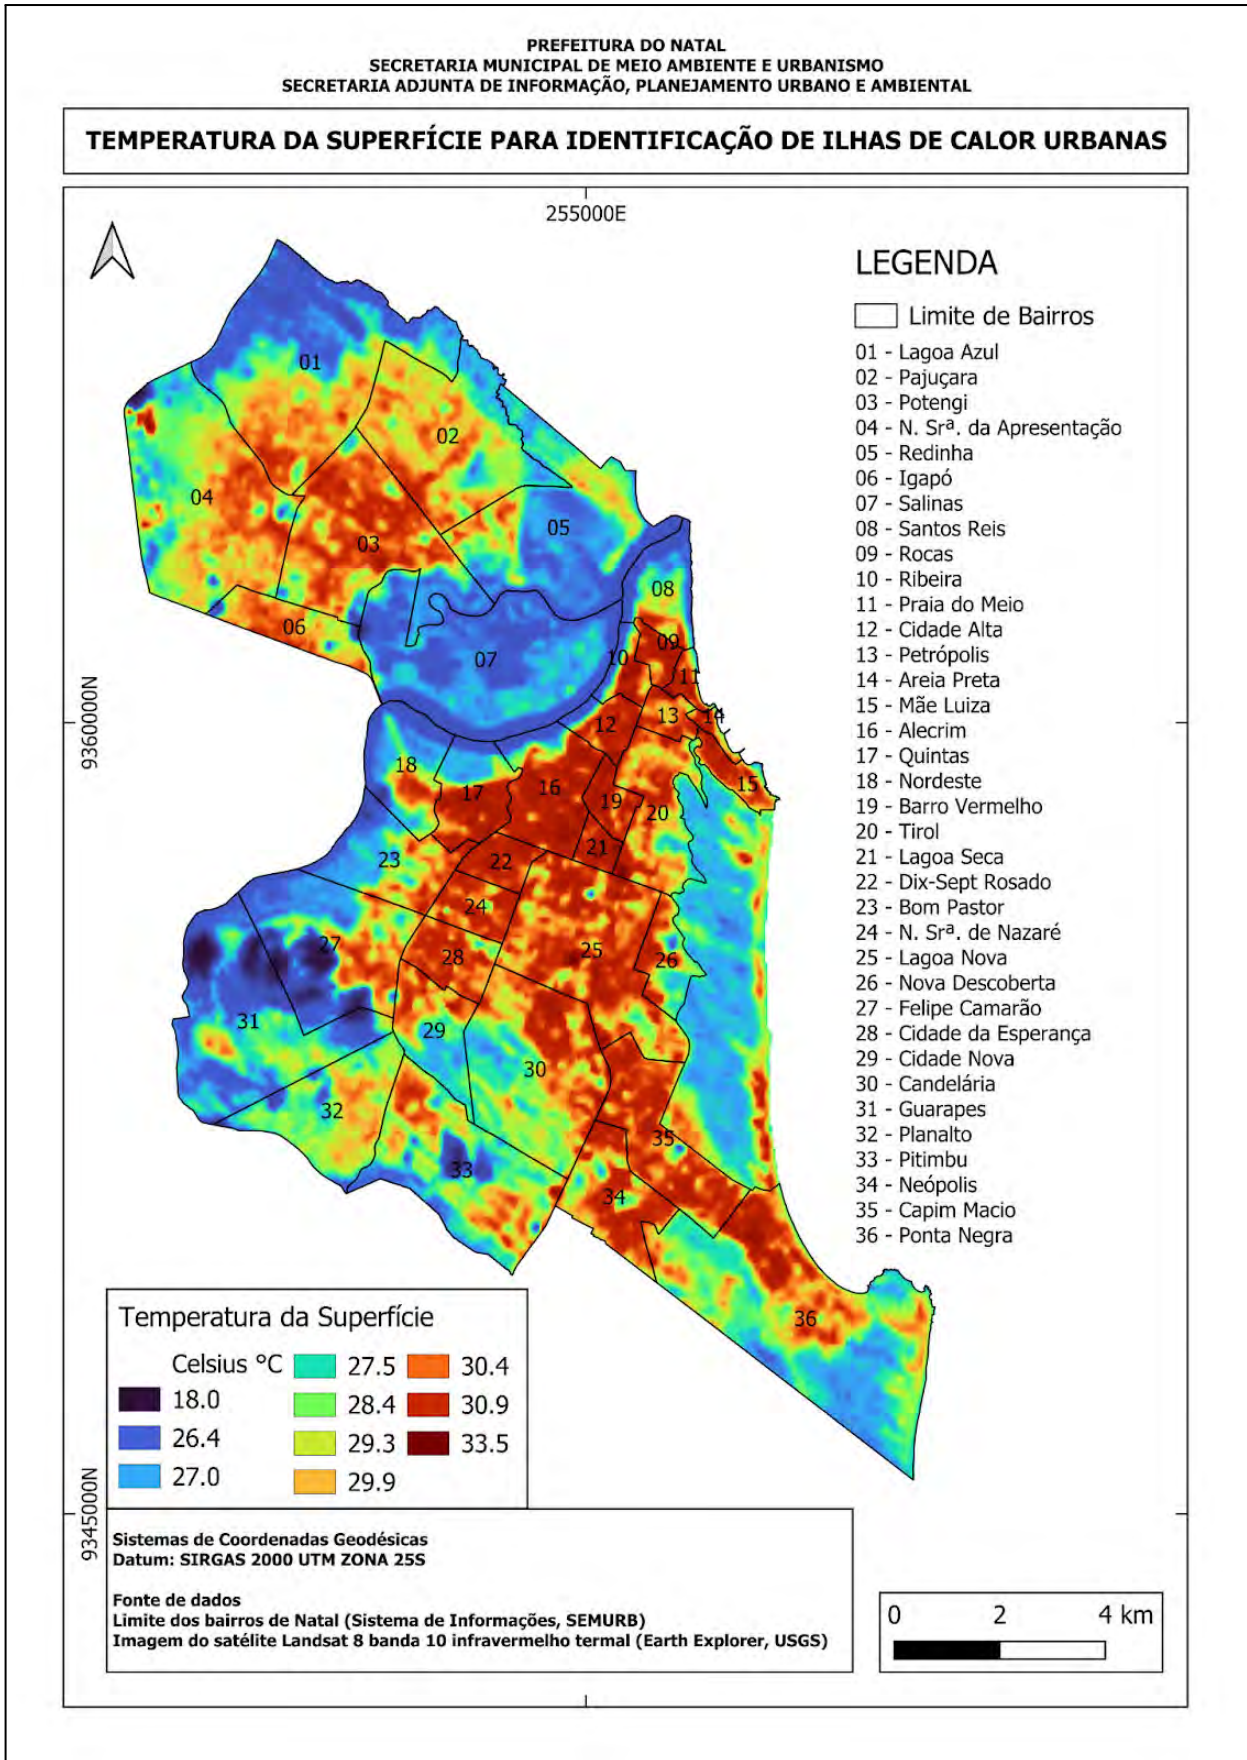 PREFEITURA DO NATAL
SECRETARIA MUNICIPAL DE MEIO AMBIENTE E URBANISMO
SECRETARIA ADJUNTA DE INFORMAÇÃO, PLANEJAMENTO URBANO E AMBIENTAL
TEMPERATURA DA SUPERFÍCIE PARA IDENTIFICAÇÃO DE ILHAS DE CALOR URBANAS
255000E
9360000N
9345000N
LEGENDA
Limite de Bairros
01 - Lagoa Azul
02 - Pajuçara
03 - Potengi
04 - N. Srª. da Apresentação
05 - Redinha
06 - Igapó
07 - Salinas
08 - Santos Reis
09 - Rocas
10 - Ribeira
11 - Praia do Meio
12 - Cidade Alta
13 - Petrópolis
14 - Areia Preta
15 - Mãe Luiza
16 - Alecrim
17 - Quintas
18 - Nordeste
19 - Barro Vermelho
20 - Tirol
21 - Lagoa Seca
22 - Dix-Sept Rosado
23 - Bom Pastor
24 - N. Srª. de Nazaré
25 - Lagoa Nova
26 - Nova Descoberta
27 - Felipe Camarão
28 - Cidade da Esperança
29 - Cidade Nova
30 - Candelária
31 - Guarapes
32 - Planalto
33 - Pitimbu
34 - Neópolis
35 - Capim Macio
36 - Ponta Negra
01
02
04
05
03
08
06
09
07
10
11
13
14
12
18
15
17
16
19
20
21
23
22
24
27
28
25
26
31
29
30
32
35
33
34
36
Temperatura da Superfície
Celsius °C
18.0
26.4
27.0
27.5
28.4
29.3
29.9
30.4
30.9
33.5
Sistemas de Coordenadas Geodésicas
Datum: SIRGAS 2000 UTM ZONA 25S
Fonte de dados
Limite dos bairros de Natal (Sistema de Informações, SEMURB)
Imagem do satélite Landsat 8 banda 10 infravermelho termal (Earth Explorer, USGS)
0 2 4 km